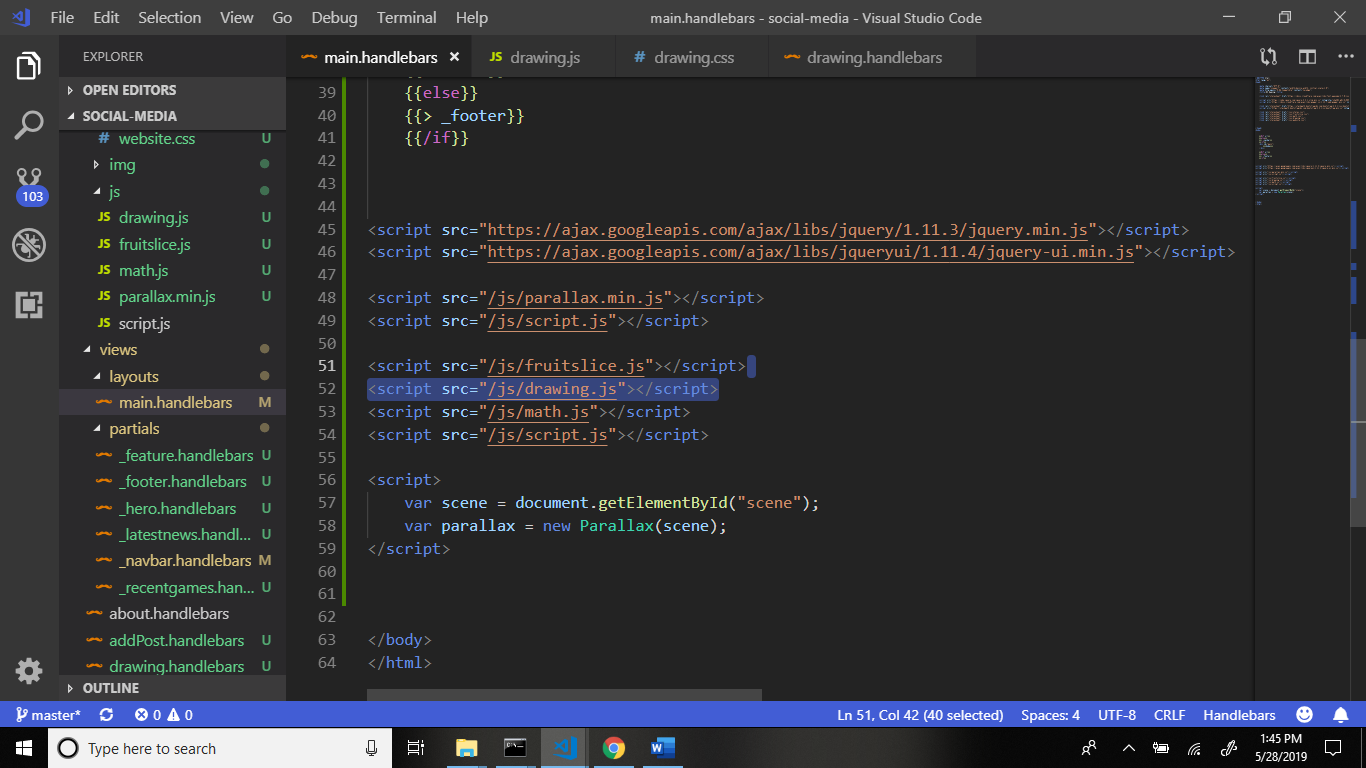 File Edit Selection View Go Debug Terminal Help main.handlebars - social-media - Visual Studio Code
EXPLORER
OPEN EDITORS
SOCIAL-MEDIA
# website.css U
img
js
JS drawing.js U
JS fruitslice.js U
JS math.js U
JS parallax.min.js U
JS script.js
views
layouts
main.handlebars M
partials
_feature.handlebars U
_footer.handlebars U
_hero.handlebars U
_latestnews.handl... U
_navbar.handlebars M
_recentgames.han... U
about.handlebars
addPost.handlebars U
drawing.handlebars U
OUTLINE
103
main.handlebars × JS drawing.js # drawing.css drawing.handlebars
39 {{else}}
40 {{> _footer}}
41 {{/if}}
42
43
44
45 <script src="https://ajax.googleapis.com/ajax/libs/jquery/1.11.3/jquery.min.js"></script>
46 <script src="https://ajax.googleapis.com/ajax/libs/jqueryui/1.11.4/jquery-ui.min.js"></script>
47
48 <script src="/js/parallax.min.js"></script>
49 <script src="/js/script.js"></script>
50
51 <script src="/js/fruitslice.js"></script>
52 <script src="/js/drawing.js"></script>
53 <script src="/js/math.js"></script>
54 <script src="/js/script.js"></script>
55
56 <script>
57 var scene = document.getElementById("scene");
58 var parallax = new Parallax(scene);
59 </script>
60
61
62
63 </body>
64 </html>
master* 0 0 Ln 51, Col 42 (40 selected) Spaces: 4 UTF-8 CRLF Handlebars
Type here to search
1:45 PM
5/28/2019